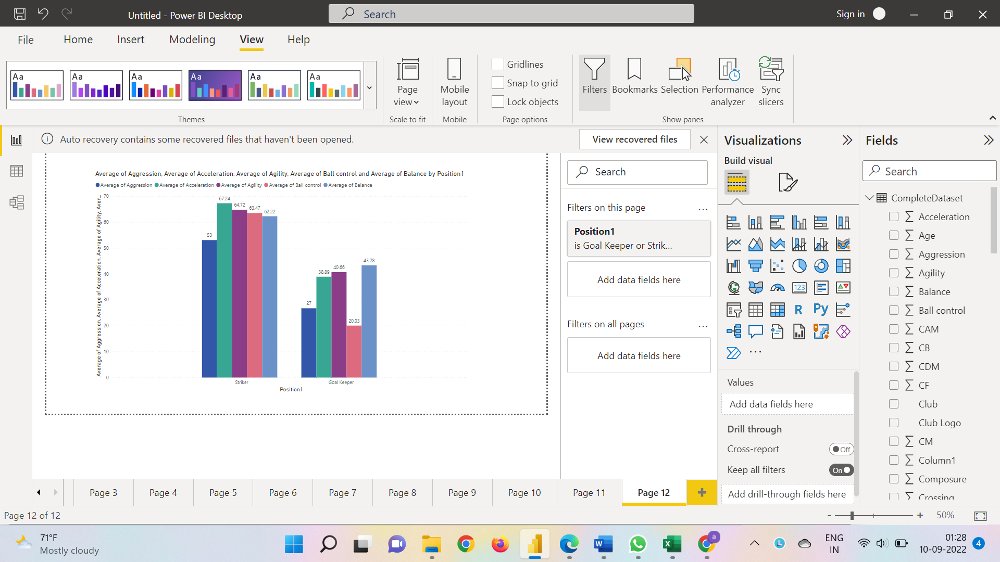 Untitled - Power BI Desktop
Search
Sign in
File
Home
Insert
Modeling
View
Help
Aa
Aa
Aa
Aa
Aa
Aa
Themes
Page view
Scale to fit
Mobile layout
Mobile
Gridlines
Snap to grid
Lock objects
Page options
Filters
Bookmarks
Selection
Performance analyzer
Sync slicers
Show panes
Auto recovery contains some recovered files that haven't been opened.
View recovered files
Average of Aggression, Average of Acceleration, Average of Agility, Average of Ball control and Average of Balance by Position1
Average of Aggression Average of Acceleration Average of Agility Average of Ball control Average of Balance
Average of Aggression, Average of Acceleration, Average of Agility, Aver...
70
60
50
40
30
20
10
0
53
67.24
64.72
63.47
62.22
27
38.89
40.66
20.03
43.28
Striker
Goal Keeper
Position1
Search
Filters on this page
...
Position1
is Goal Keeper or Strik...
Add data fields here
Filters on all pages
...
Add data fields here
Visualizations
Build visual
123
R
Py
...
Values
Add data fields here
Drill through
Cross-report
Off
Keep all filters
On
Add drill-through fields here
Fields
Search
CompleteDataset
Acceleration
Age
Aggression
Agility
Balance
Ball control
CAM
CB
CDM
CF
Club
Club Logo
CM
Column1
Composure
Crossing
Page 3
Page 4
Page 5
Page 6
Page 7
Page 8
Page 9
Page 10
Page 11
Page 12
+
Page 12 of 12
- + 50%
71°F
Mostly cloudy
W
X
a
L
ENG
IN
01:28
10-09-2022
4